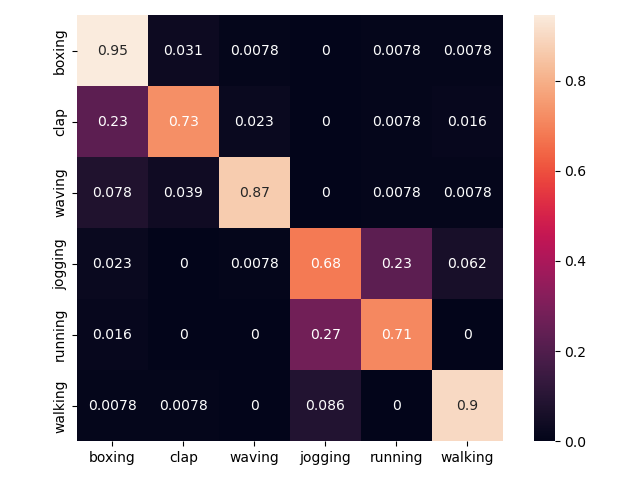 boxing 0.95 0.031 0.0078 0 0.0078 0.0078
clap 0.23 0.73 0.023 0 0.0078 0.016
waving 0.078 0.039 0.87 0 0.0078 0.0078
jogging 0.023 0 0.0078 0.68 0.23 0.062
running 0.016 0 0 0.27 0.71 0
walking 0.0078 0.0078 0 0.086 0 0.9
boxing clap waving jogging running walking
0.8
0.6
0.4
0.2
0.0